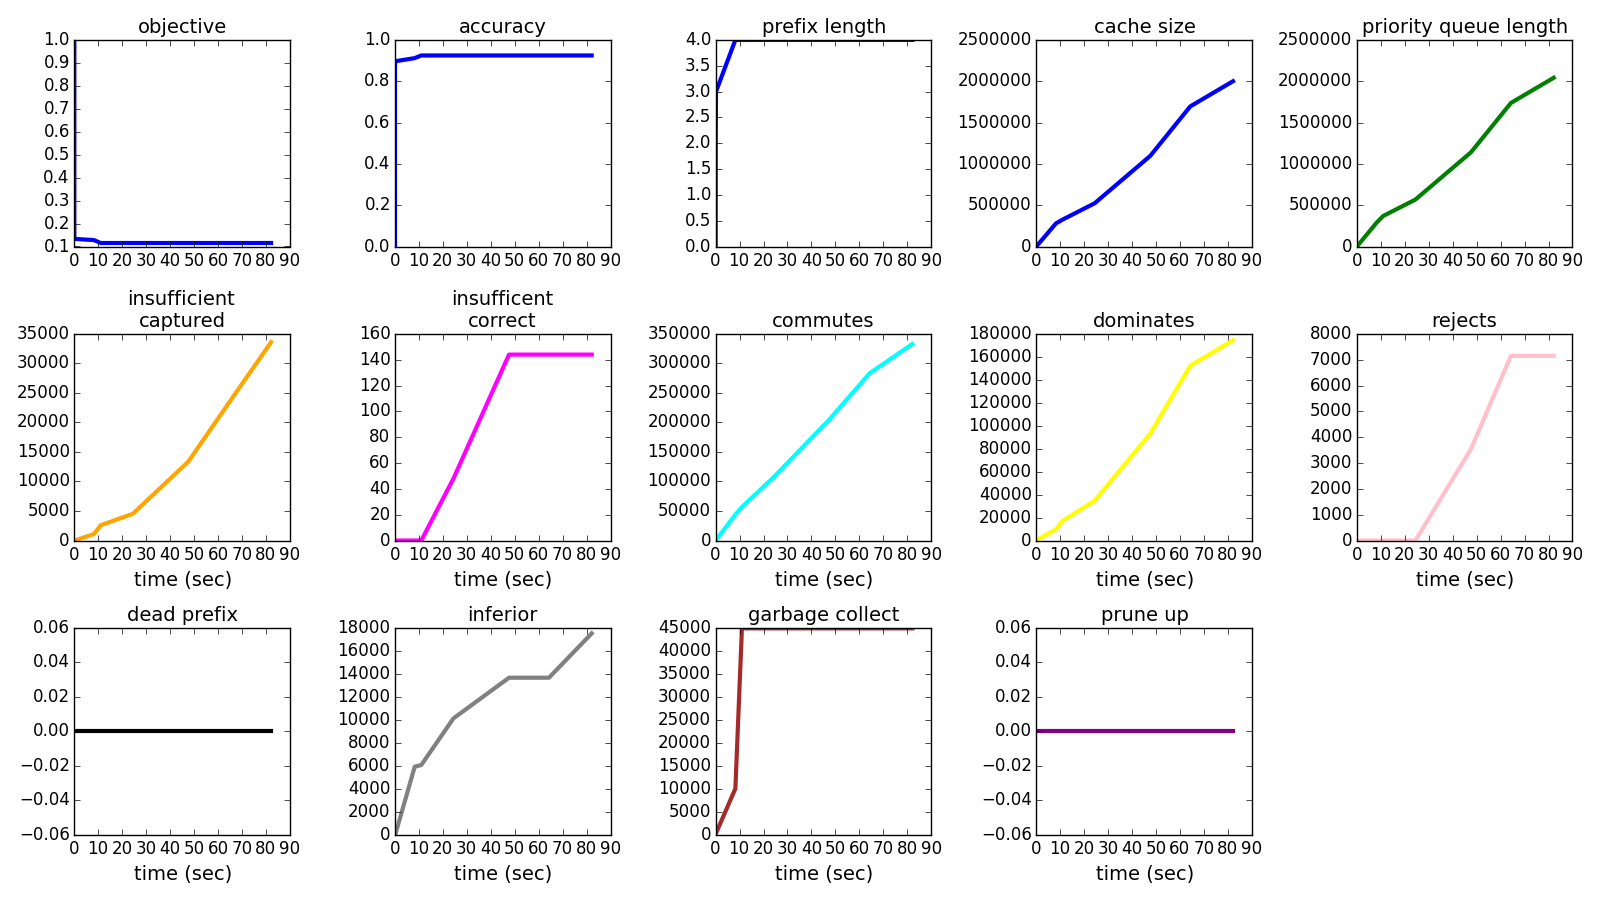 objective
accuracy
prefix length
cache size
priority queue length
1.0
0.9
0.8
0.7
0.6
0.5
0.4
0.3
0.2
0.1
0 10 20 30 40 50 60 70 80 90
1.0
0.8
0.6
0.4
0.2
0.0
0 10 20 30 40 50 60 70 80 90
4.0
3.5
3.0
2.5
2.0
1.5
1.0
0.5
0.0
0 10 20 30 40 50 60 70 80 90
2500000
2000000
1500000
1000000
500000
0
0 10 20 30 40 50 60 70 80 90
2500000
2000000
1500000
1000000
500000
0
0 10 20 30 40 50 60 70 80 90
insufficient
captured
insufficent
correct
commutes
dominates
rejects
35000
30000
25000
20000
15000
10000
5000
0
0 10 20 30 40 50 60 70 80 90
time (sec)
160
140
120
100
80
60
40
20
0
0 10 20 30 40 50 60 70 80 90
time (sec)
350000
300000
250000
200000
150000
100000
50000
0
0 10 20 30 40 50 60 70 80 90
time (sec)
180000
160000
140000
120000
100000
80000
60000
40000
20000
0
0 10 20 30 40 50 60 70 80 90
time (sec)
8000
7000
6000
5000
4000
3000
2000
1000
0
0 10 20 30 40 50 60 70 80 90
time (sec)
dead prefix
inferior
garbage collect
prune up
0.06
0.04
0.02
0.00
−0.02
−0.04
−0.06
0 10 20 30 40 50 60 70 80 90
time (sec)
18000
16000
14000
12000
10000
8000
6000
4000
2000
0
0 10 20 30 40 50 60 70 80 90
time (sec)
45000
40000
35000
30000
25000
20000
15000
10000
5000
0
0 10 20 30 40 50 60 70 80 90
time (sec)
0.06
0.04
0.02
0.00
−0.02
−0.04
−0.06
0 10 20 30 40 50 60 70 80 90
time (sec)